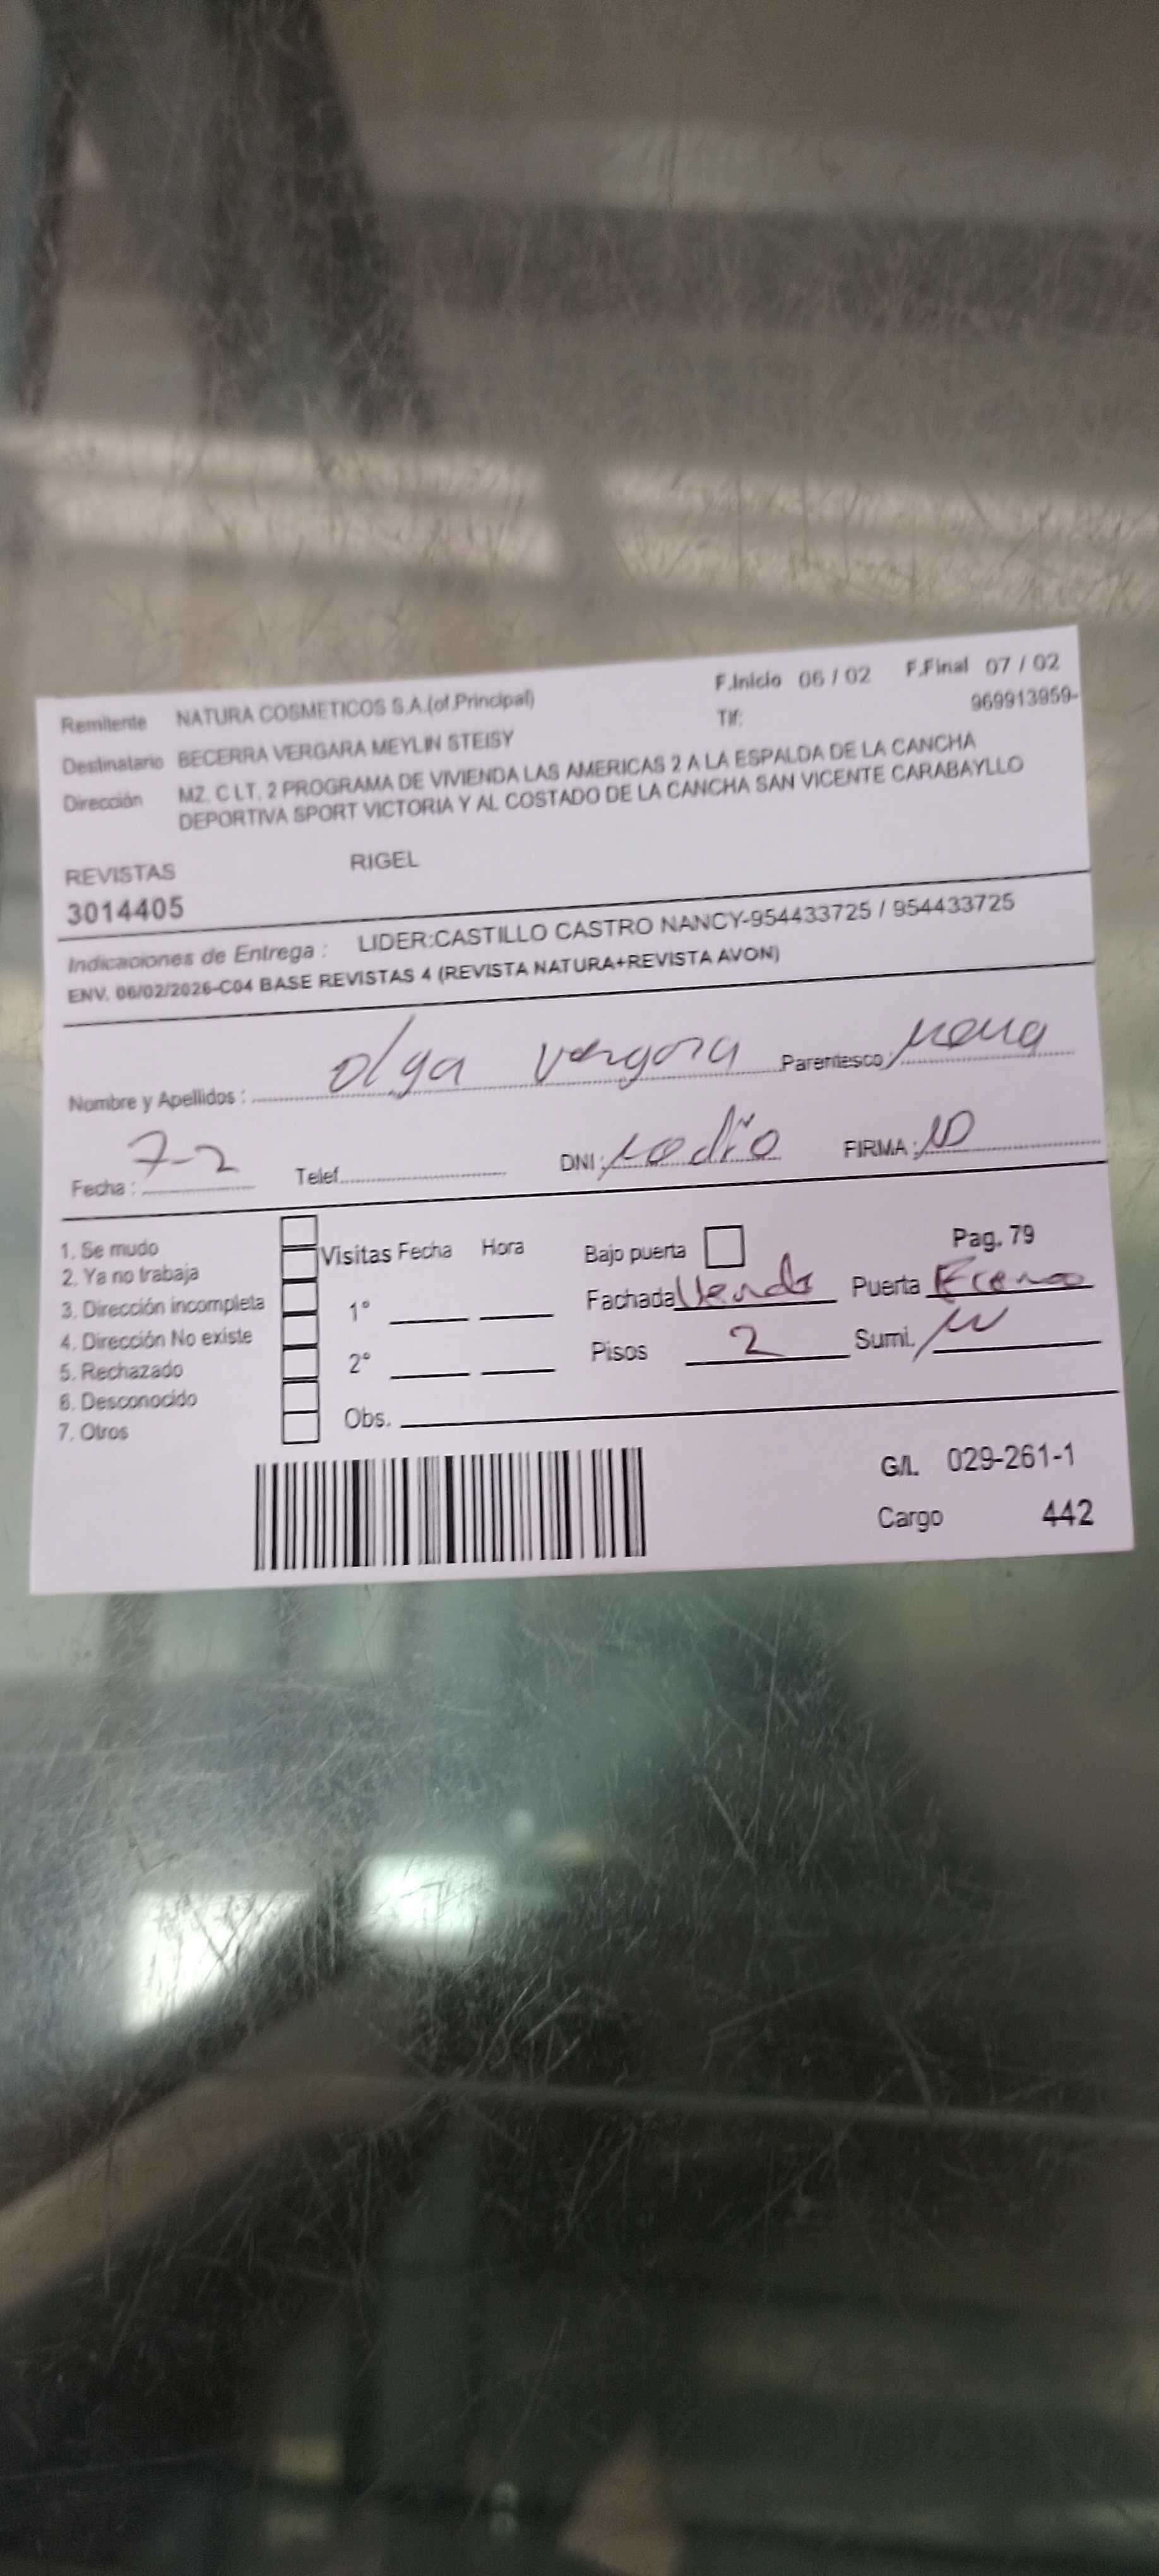 Remitente NATURA COSMETICOS S.A.(of.Principal) F.Inicio 06 / 02 F.Final 07 / 02
Destinatario BECERRA VERGARA MEYLIN STEISY Tlf: 969913959-
Dirección MZ. C LT. 2 PROGRAMA DE VIVIENDA LAS AMERICAS 2 A LA ESPALDA DE LA CANCHA
DEPORTIVA SPORT VICTORIA Y AL COSTADO DE LA CANCHA SAN VICENTE CARABAYLLO
REVISTAS RIGEL
3014405
Indicaciones de Entrega : LIDER:CASTILLO CASTRO NANCY-954433725 / 954433725
ENV. 06/02/2026-C04 BASE REVISTAS 4 (REVISTA NATURA+REVISTA AVON)
Nombre y Apellidos : olga vergara Parentesco :
Fecha : 7-2 Telef. DNI : no dio FIRMA :
1. Se mudo
2. Ya no trabaja
3. Dirección incompleta
4. Dirección No existe
5. Rechazado
6. Desconocido
7. Otros
Visitas Fecha Hora
1°
2°
Obs.
Bajo puerta Pag. 79
Fachada Puerta
Pisos 2 Sumi.
G/L 029-261-1
Cargo 442